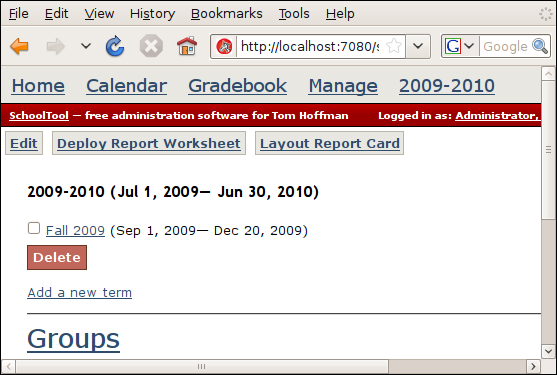 File Edit View History Bookmarks Tools Help
http://localhost:7080/s G Google
Home Calendar Gradebook Manage 2009-2010
SchoolTool — free administration software for Tom Hoffman Logged in as: Administrator,
Edit Deploy Report Worksheet Layout Report Card
2009-2010 (Jul 1, 2009— Jun 30, 2010)
Fall 2009 (Sep 1, 2009— Dec 20, 2009)
Delete
Add a new term
Groups